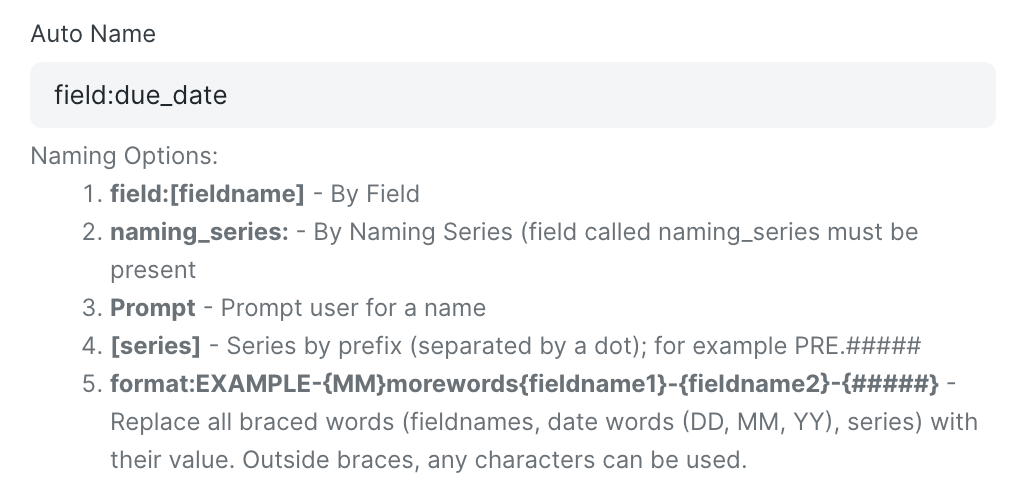 Auto Name
field:due_date
Naming Options:
1. field:[fieldname] - By Field
2. naming_series: - By Naming Series (field called naming_series must be
present
3. Prompt - Prompt user for a name
4. [series] - Series by prefix (separated by a dot); for example PRE.#####
5. format:EXAMPLE-{MM}morewords{fieldname1}-{fieldname2}-{#####} -
Replace all braced words (fieldnames, date words (DD, MM, YY), series) with
their value. Outside braces, any characters can be used.